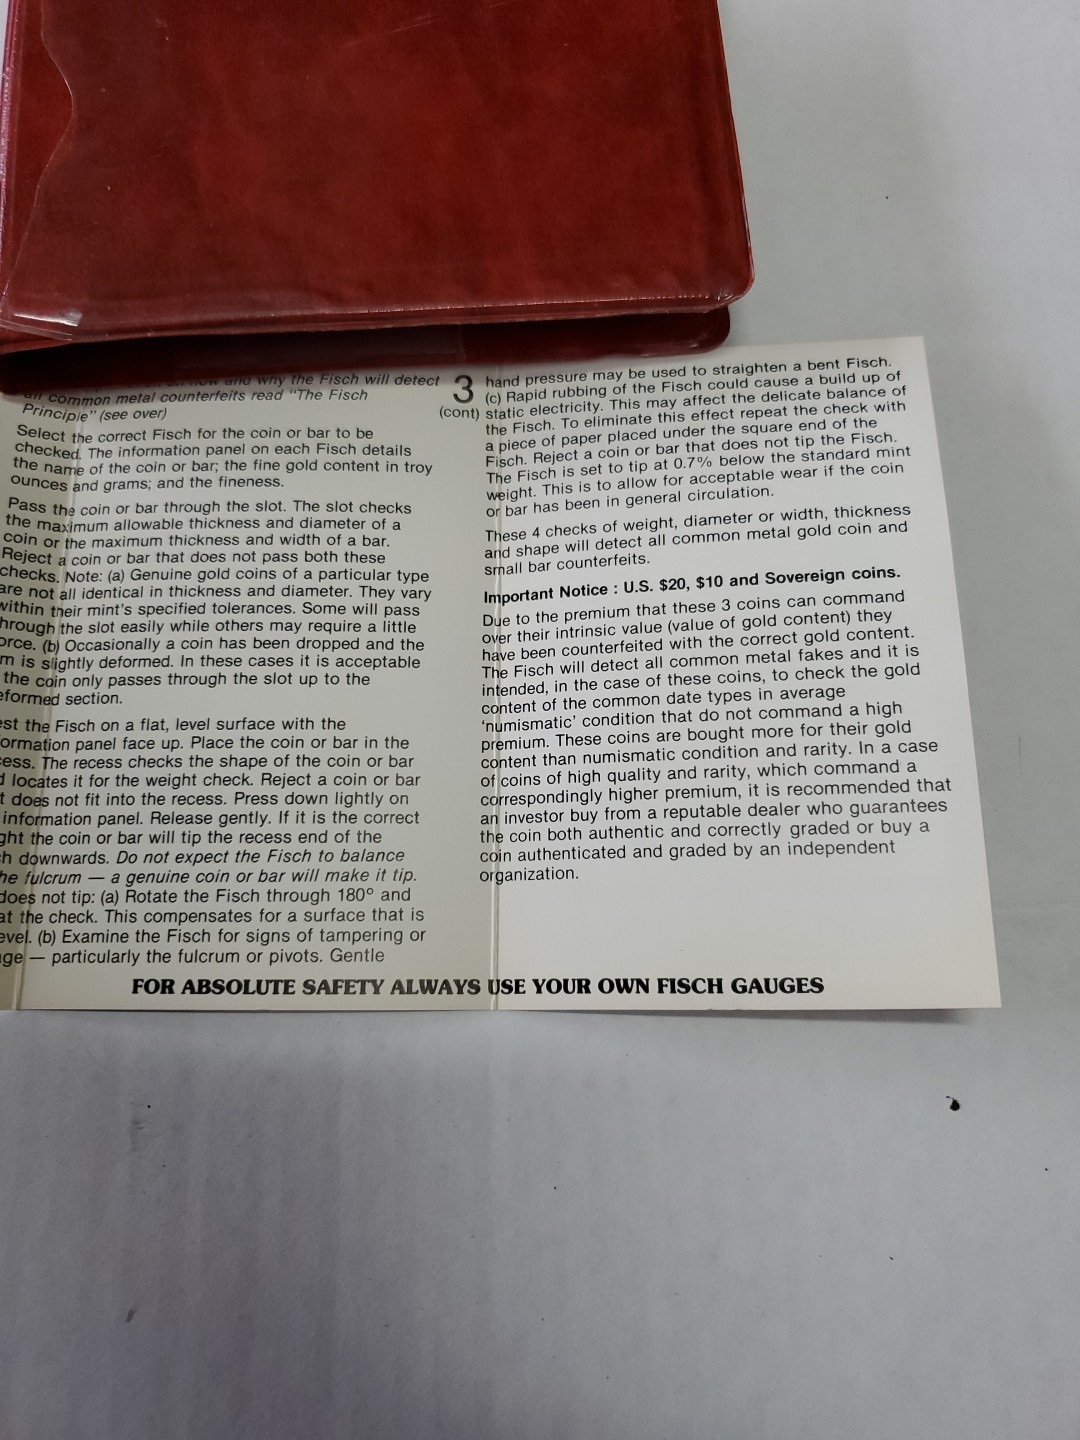 how and why the Fisch will detect
all common metal counterfeits read "The Fisch
Principle" (see over)
Select the correct Fisch for the coin or bar to be
checked. The information panel on each Fisch details
the name of the coin or bar; the fine gold content in troy
ounces and grams; and the fineness.
Pass the coin or bar through the slot. The slot checks
the maximum allowable thickness and diameter of a
coin or the maximum thickness and width of a bar.
Reject a coin or bar that does not pass both these
checks. Note: (a) Genuine gold coins of a particular type
are not all identical in thickness and diameter. They vary
within their mint's specified tolerances. Some will pass
through the slot easily while others may require a little
orce. (b) Occasionally a coin has been dropped and the
m is slightly deformed. In these cases it is acceptable
the coin only passes through the slot up to the
eformed section.
est the Fisch on a flat, level surface with the
ormation panel face up. Place the coin or bar in the
cess. The recess checks the shape of the coin or bar
d locates it for the weight check. Reject a coin or bar
t does not fit into the recess. Press down lightly on
information panel. Release gently. If it is the correct
ght the coin or bar will tip the recess end of the
ch downwards. Do not expect the Fisch to balance
he fulcrum — a genuine coin or bar will make it tip.
does not tip: (a) Rotate the Fisch through 180° and
at the check. This compensates for a surface that is
evel. (b) Examine the Fisch for signs of tampering or
ge — particularly the fulcrum or pivots. Gentle
3
(cont)
hand pressure may be used to straighten a bent Fisch.
(c) Rapid rubbing of the Fisch could cause a build up of
static electricity. This may affect the delicate balance of
the Fisch. To eliminate this effect repeat the check with
a piece of paper placed under the square end of the
Fisch. Reject a coin or bar that does not tip the Fisch.
The Fisch is set to tip at 0.7% below the standard mint
weight. This is to allow for acceptable wear if the coin
or bar has been in general circulation.
These 4 checks of weight, diameter or width, thickness
and shape will detect all common metal gold coin and
small bar counterfeits.
Important Notice : U.S. $20, $10 and Sovereign coins.
Due to the premium that these 3 coins can command
over their intrinsic value (value of gold content) they
have been counterfeited with the correct gold content.
The Fisch will detect all common metal fakes and it is
intended, in the case of these coins, to check the gold
content of the common date types in average
'numismatic' condition that do not command a high
premium. These coins are bought more for their gold
content than numismatic condition and rarity. In a case
of coins of high quality and rarity, which command a
correspondingly higher premium, it is recommended that
an investor buy from a reputable dealer who guarantees
the coin both authentic and correctly graded or buy a
coin authenticated and graded by an independent
organization.
FOR ABSOLUTE SAFETY ALWAYS USE YOUR OWN FISCH GAUGES